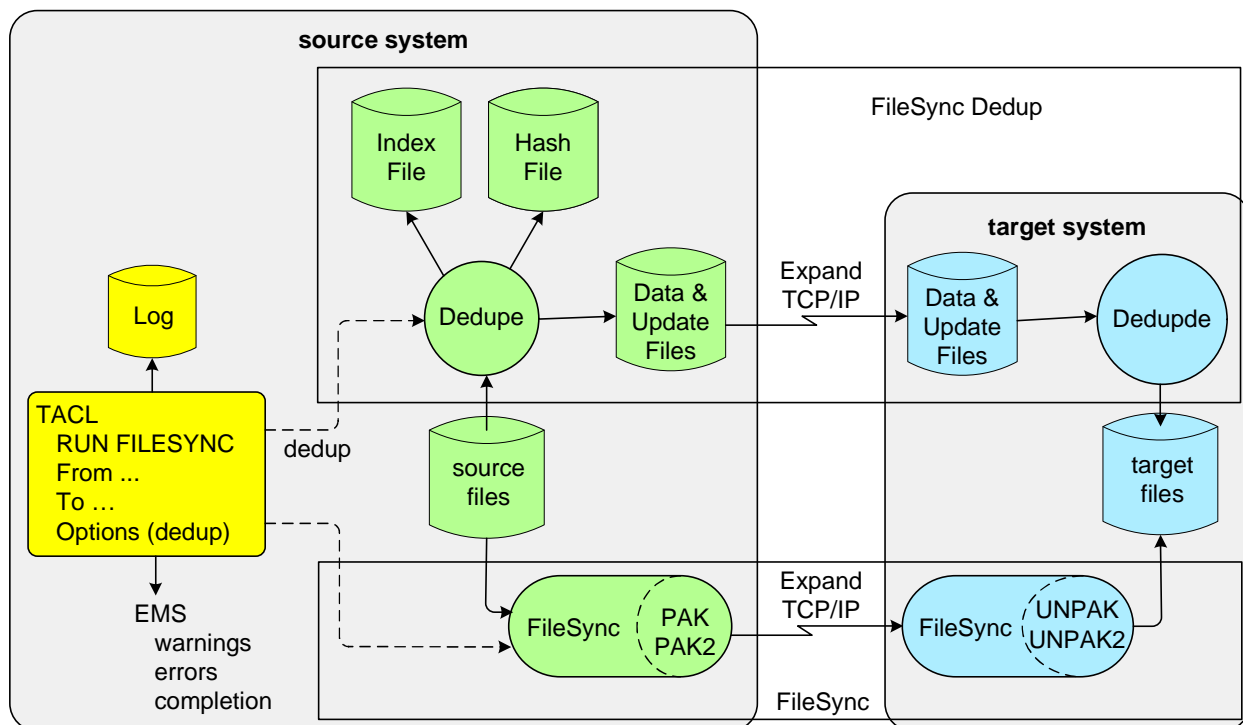 source system
FileSync Dedup
Index
File
Hash
File
target system
Log
Dedupe
Data &
Update
Files
Expand
TCP/IP
Data &
Update
Files
Dedupde
TACL
RUN FILESYNC
From ...
To …
Options (dedup)
dedup
source
files
target
files
EMS
warnings
errors
completion
FileSync
PAK
PAK2
Expand
TCP/IP
FileSync
UNPAK
UNPAK2
FileSync